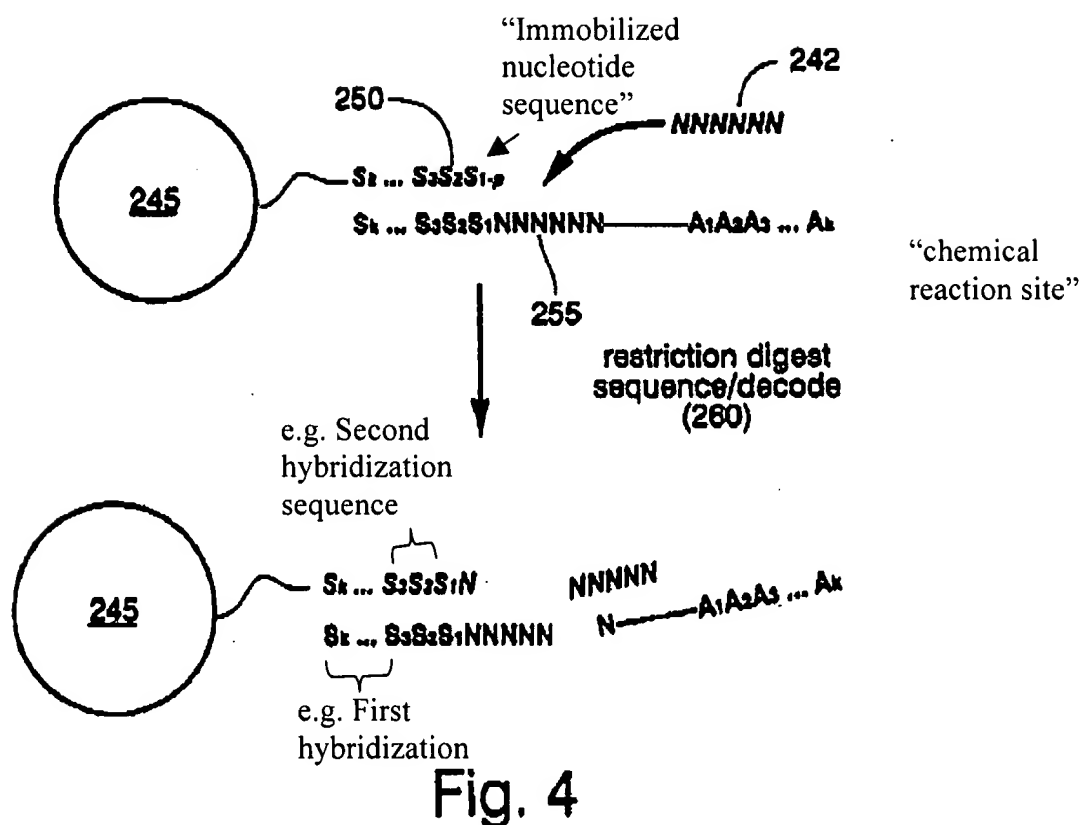 “Immobilized
nucleotide
sequence”
242
250
NNNNNN
245
Sk ... S3S2S1-p
Sk ... S3S2S1NNNNNN
A1A2A3 ... Ak
“chemical
reaction site”
255
restriction digest
sequence/decode
(260)
e.g. Second
hybridization
sequence
245
Sk ... S3S2S1N
NNNNN
N
A1A2A3 ... Ak
Sk ... S3S2S1NNNNN
e.g. First
hybridization
Fig. 4